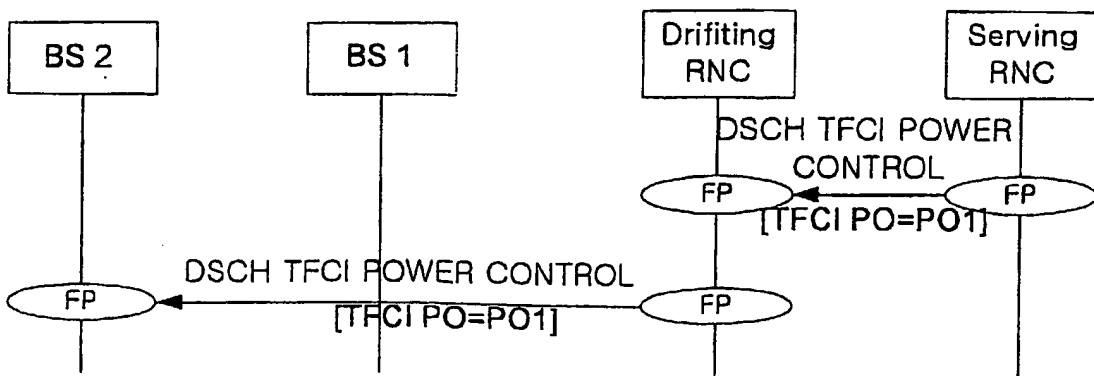 BS 2
BS 1
Drifiting
RNC
Serving
RNC
DSCH TFCI POWER
CONTROL
FP
FP
[TFCI PO=PO1]
DSCH TFCI POWER CONTROL
FP
FP
[TFCI PO=PO1]